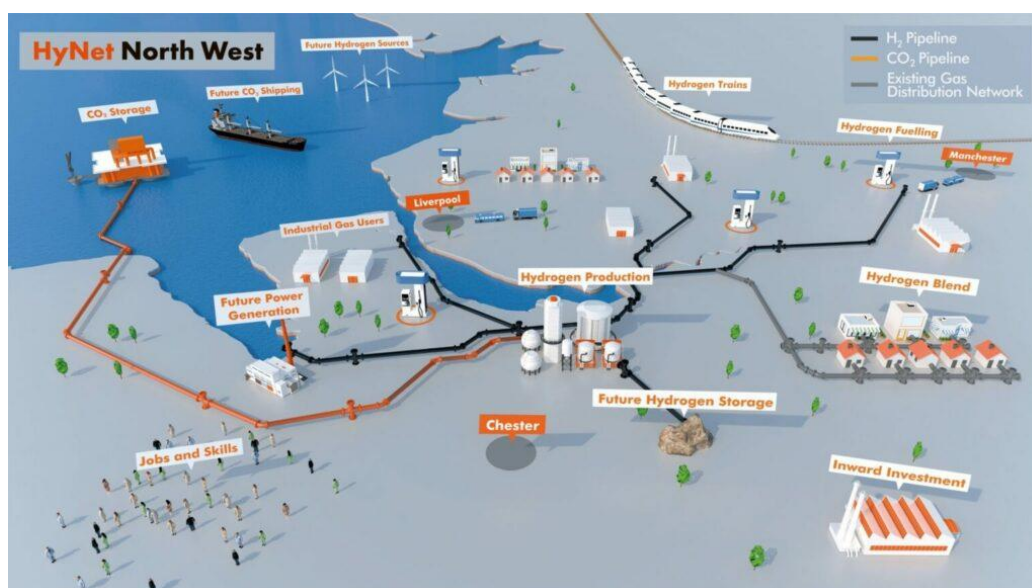 HyNet North West
Future Hydrogen Sources
H₂ Pipeline
CO₂ Pipeline
Existing Gas
Distribution Network
CO₂ Storage
Future CO₂ Shipping
Hydrogen Trains
Hydrogen Fuelling
Manchester
Liverpool
Industrial Gas Users
Hydrogen Production
Hydrogen Blend
Future Power
Generation
Future Hydrogen Storage
Chester
Jobs and Skills
Inward Investment